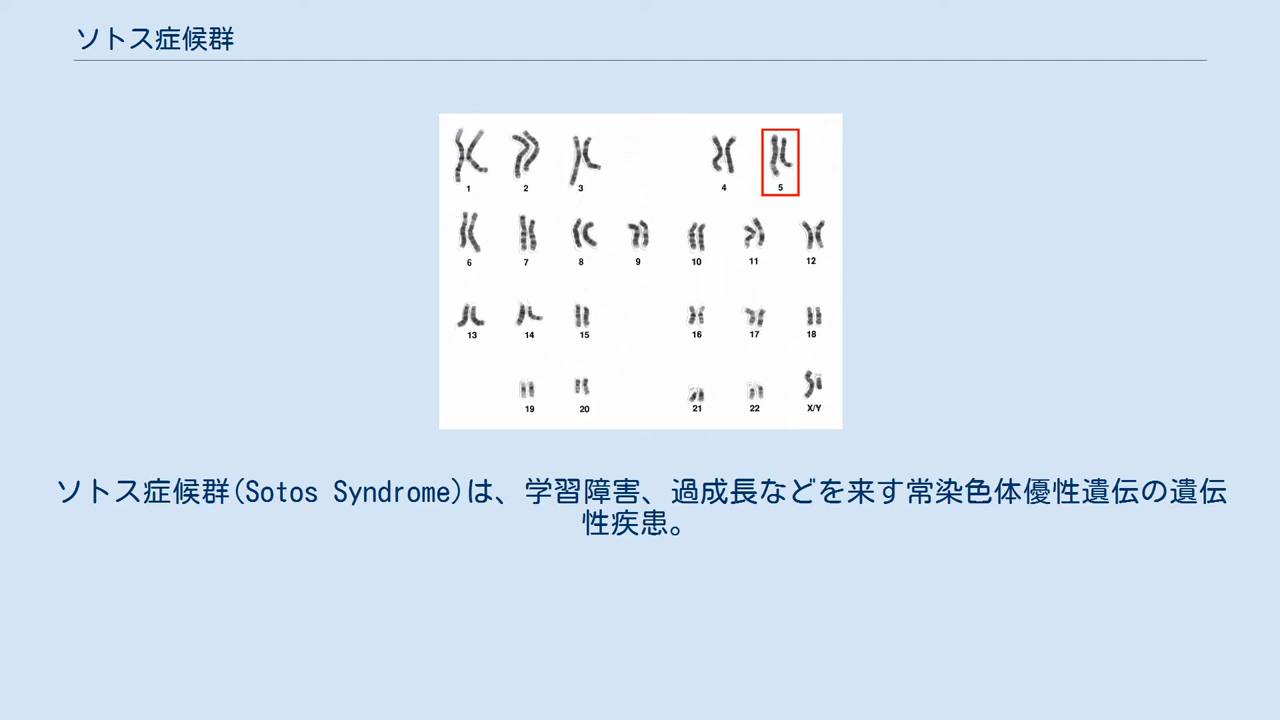 ソトス症候群
1 2 3 4 5
6 7 8 9 10 11 12
13 14 15 16 17 18
19 20 21 22 X/Y
ソトス症候群(Sotos Syndrome)は、学習障害、過成長などを来す常染色体優性遺伝の遺伝
性疾患。